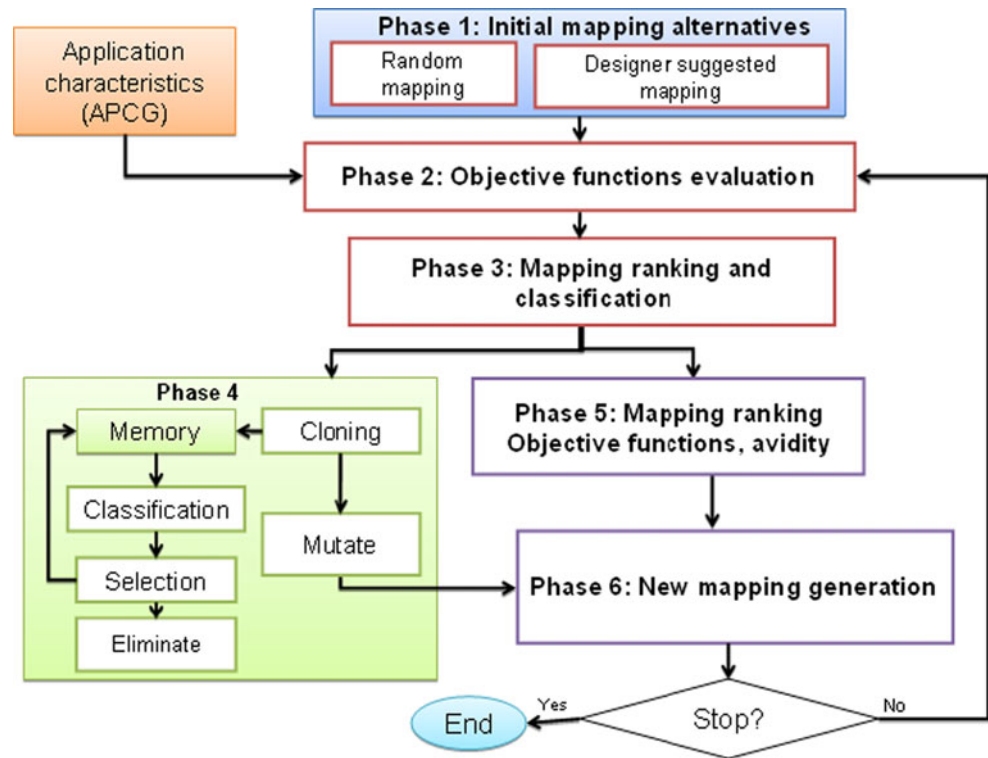 Phase 1: Initial mapping alternatives
Random
mapping
Designer suggested
mapping
Application
characteristics
(APCG)
Phase 2: Objective functions evaluation
Phase 3: Mapping ranking and
classification
Phase 4
Memory
Cloning
Classification
Mutate
Selection
Eliminate
Phase 5: Mapping ranking
Objective functions, avidity
Phase 6: New mapping generation
Stop?
Yes
No
End